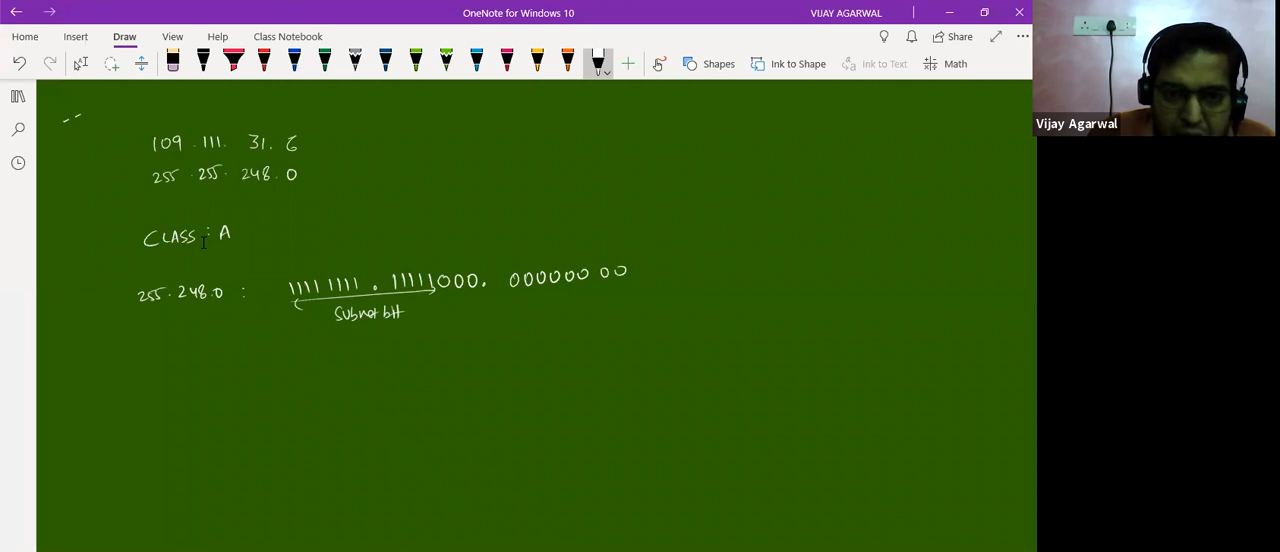 OneNote for Windows 10
VIJAY AGARWAL
Home Insert Draw View Help Class Notebook
Share
Shapes Ink to Shape Ink to Text Math
Vijay Agarwal
109 . 111. 31. 6
255 . 255. 248. 0
CLASS : A
255. 248. 0 : 11111111 . 11111000. 00000000
Subnet bit